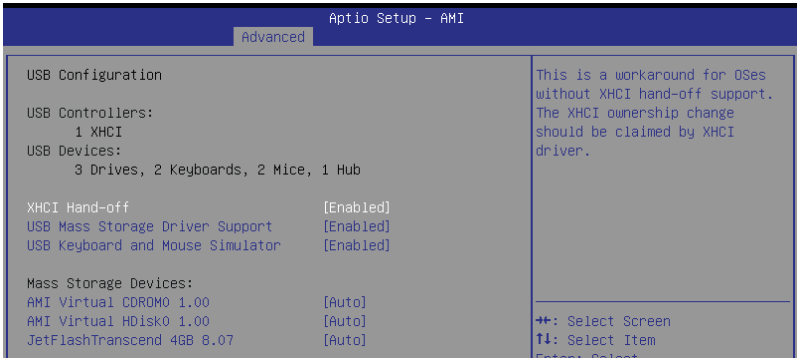 Aptio Setup – AMI
Advanced
USB Configuration
USB Controllers:
1 XHCI
USB Devices:
3 Drives, 2 Keyboards, 2 Mice, 1 Hub
XHCI Hand-off [Enabled]
USB Mass Storage Driver Support [Enabled]
USB Keyboard and Mouse Simulator [Enabled]
Mass Storage Devices:
AMI Virtual CDROM0 1.00 [Auto]
AMI Virtual HDisk0 1.00 [Auto]
JetFlashTranscend 4GB 8.07 [Auto]
This is a workaround for OSes
without XHCI hand-off support.
The XHCI ownership change
should be claimed by XHCI
driver.
→←: Select Screen
↑↓: Select Item
Enter: Select